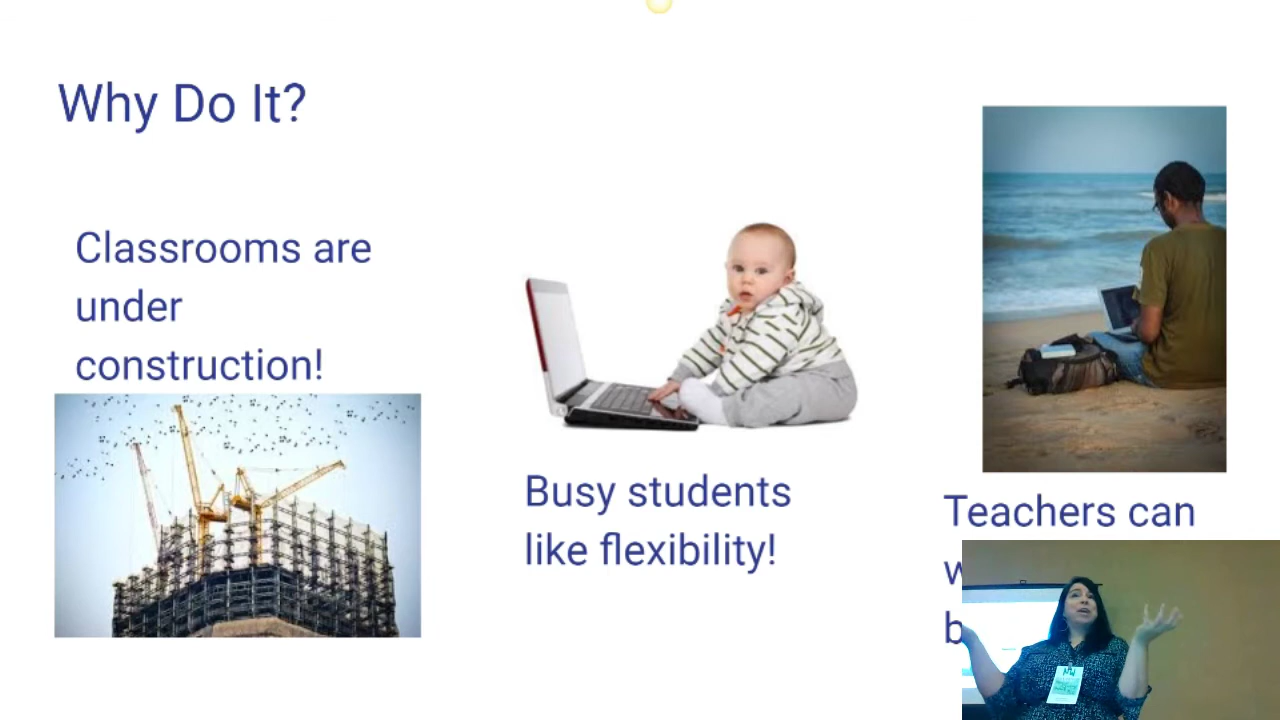 Why Do It?
Classrooms are
under
construction!
Busy students
like flexibility!
Teachers can